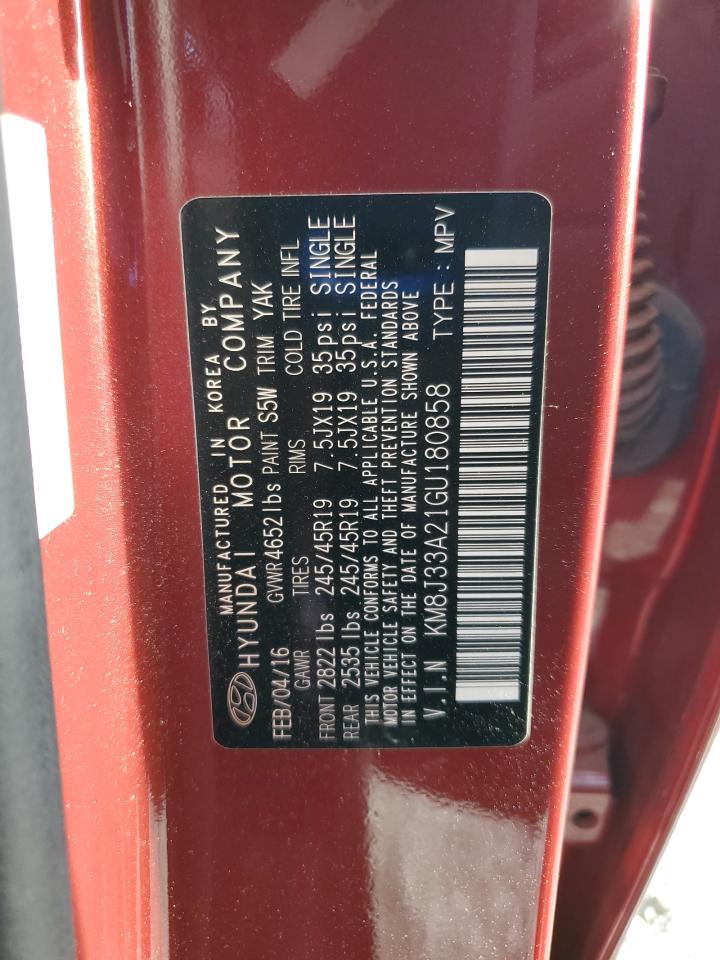 MANUFACTURED IN KOREA BY
HYUNDAI MOTOR COMPANY
FEB/04/16 GVWR 4652 lbs PAINT S5W TRIM YAK
GAWR TIRES RIMS COLD TIRE INFL
FRONT 2822 lbs 245/45R19 7.5JX19 35psi SINGLE
REAR 2535 lbs 245/45R19 7.5JX19 35psi SINGLE
THIS VEHICLE CONFORMS TO ALL APPLICABLE U.S.A. FEDERAL
MOTOR VEHICLE SAFETY AND THEFT PREVENTION STANDARDS
IN EFFECT ON THE DATE OF MANUFACTURE SHOWN ABOVE
V.I.N KM8J33A21GU180858 TYPE : MPV